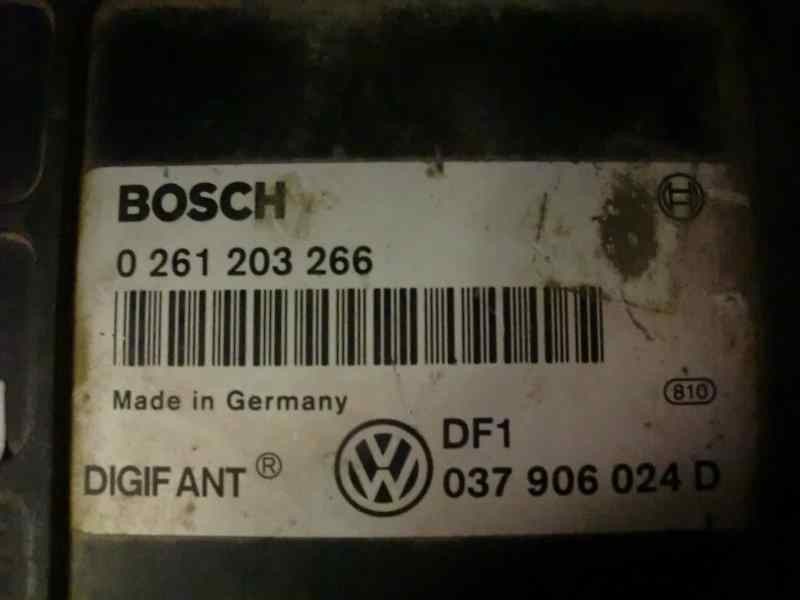 BOSCH
0 261 203 266
Made in Germany
810
DF1
DIGIFANT ® 037 906 024 D